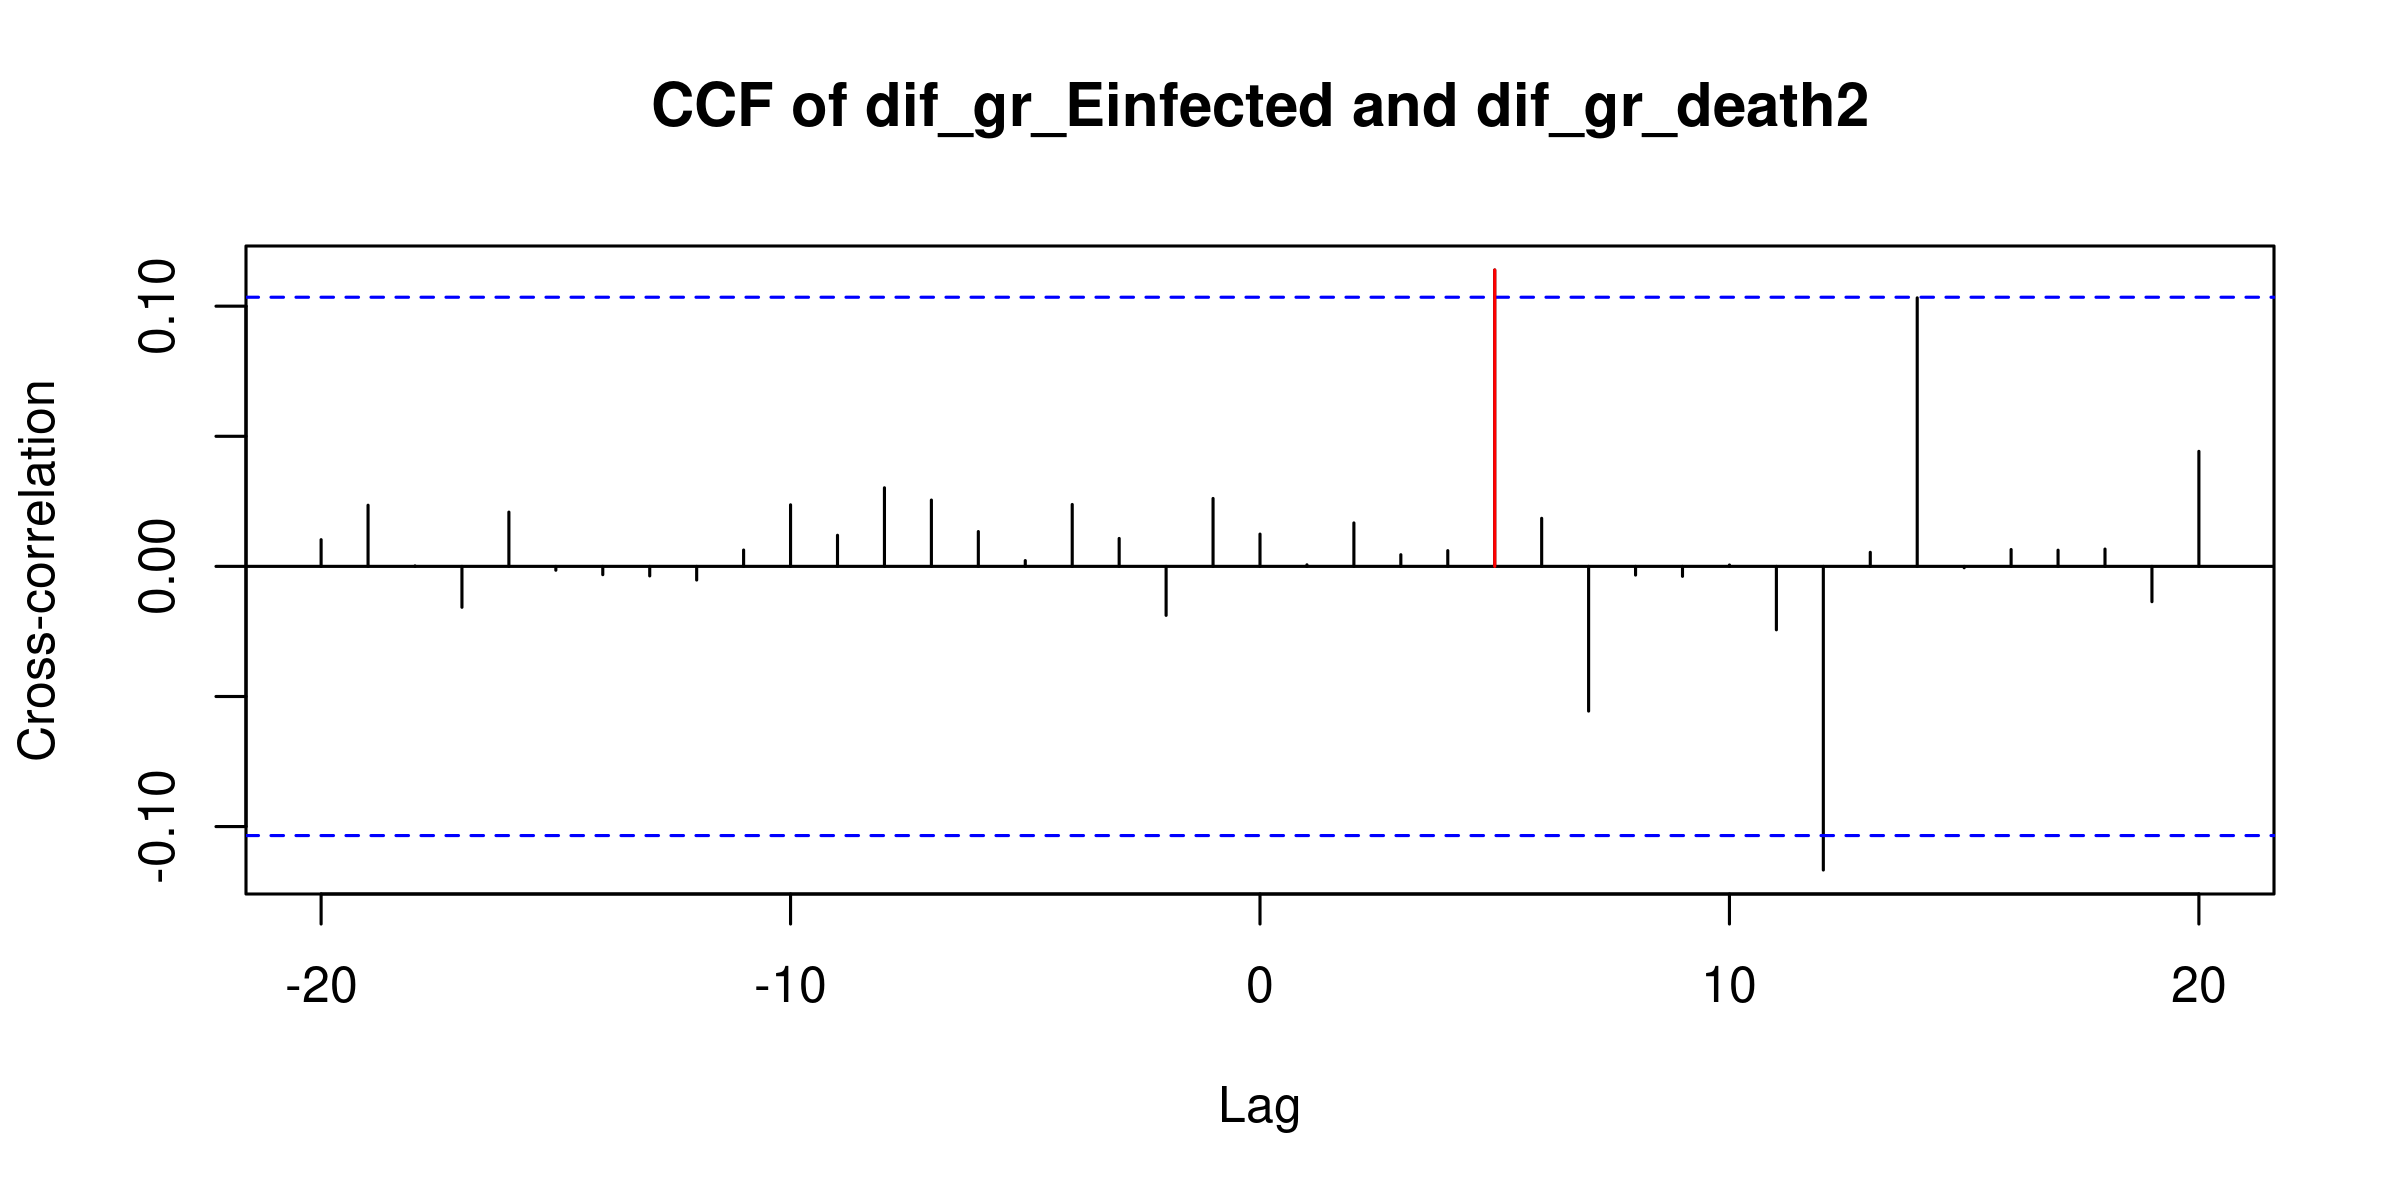 CCF of dif_gr_Einfected and dif_gr_death2
Cross-correlation
0.10
0.00
-0.10
-20 -10 0 10 20
Lag